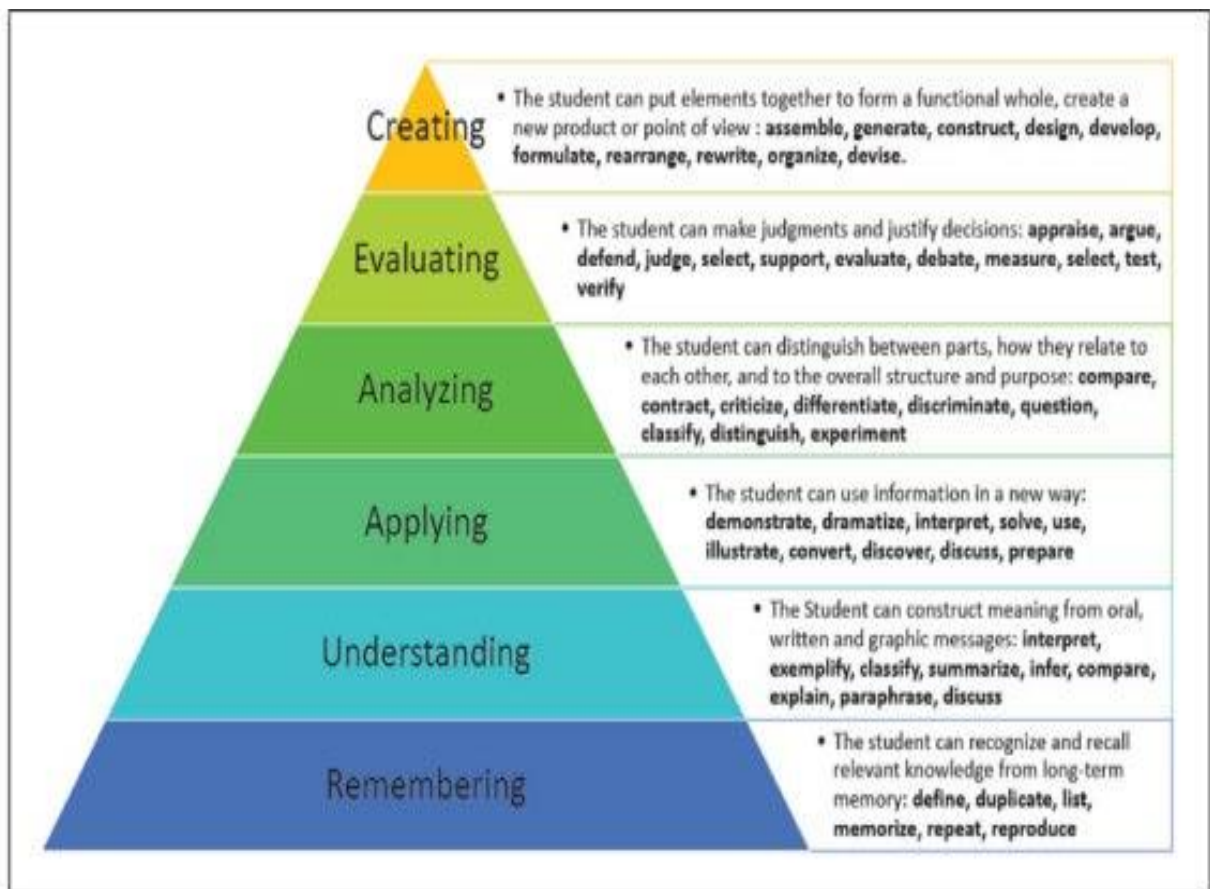 Creating
• The student can put elements together to form a functional whole, create a
new product or point of view : assemble, generate, construct, design, develop,
formulate, rearrange, rewrite, organize, devise.
Evaluating
• The student can make judgments and justify decisions: appraise, argue,
defend, judge, select, support, evaluate, debate, measure, select, test,
verify
Analyzing
• The student can distinguish between parts, how they relate to
each other, and to the overall structure and purpose: compare,
contract, criticize, differentiate, discriminate, question,
classify, distinguish, experiment
Applying
• The student can use information in a new way:
demonstrate, dramatize, interpret, solve, use,
illustrate, convert, discover, discuss, prepare
Understanding
• The Student can construct meaning from oral,
written and graphic messages: interpret,
exemplify, classify, summarize, infer, compare,
explain, paraphrase, discuss
Remembering
• The student can recognize and recall
relevant knowledge from long-term
memory: define, duplicate, list,
memorize, repeat, reproduce